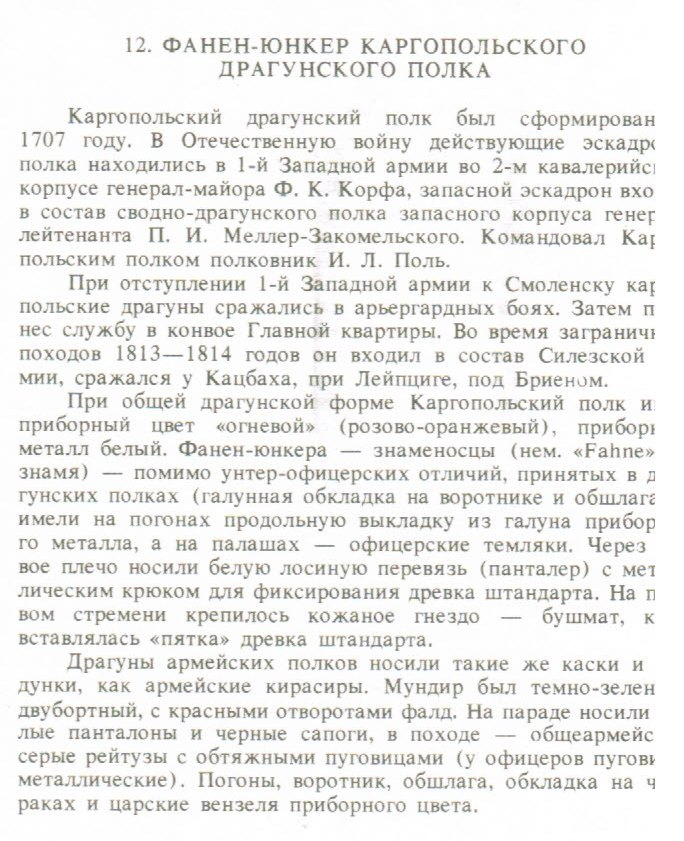 12. ФАНЕН-ЮНКЕР КАРГОПОЛЬСКОГО
ДРАГУНСКОГО ПОЛКА
Каргопольский драгунский полк был сформирован
1707 году. В Отечественную войну действующие эскадро
полка находились в 1-й Западной армии во 2-м кавалерийс
корпусе генерал-майора Ф. К. Корфа, запасной эскадрон вхо
в состав сводно-драгунского полка запасного корпуса генер
лейтенанта П. И. Меллер-Закомельского. Командовал Кар
польским полком полковник И. Л. Поль.
При отступлении 1-й Западной армии к Смоленску кар
польские драгуны сражались в арьергардных боях. Затем п
нес службу в конвое Главной квартиры. Во время загранич
походов 1813—1814 годов он входил в состав Силезской
мии, сражался у Кацбаха, при Лейпциге, под Бриеном.
При общей драгунской форме Каргопольский полк и
приборный цвет «огневой» (розово-оранжевый), приборн
металл белый. Фанен-юнкера — знаменосцы (нем. «Fahne»
знамя) — помимо унтер-офицерских отличий, принятых в д
гунских полках (галунная обкладка на воротнике и обшлага
имели на погонах продольную выкладку из галуна прибор
го металла, а на палашах — офицерские темляки. Через
вое плечо носили белую лосиную перевязь (панталер) с мет
лическим крюком для фиксирования древка штандарта. На п
вом стремени крепилось кожаное гнездо — бушмат, к
вставлялась «пятка» древка штандарта.
Драгуны армейских полков носили такие же каски и
дунки, как армейские кирасиры. Мундир был темно-зелен
двубортный, с красными отворотами фалд. На параде носили
лые панталоны и черные сапоги, в походе — общеармейс
серые рейтузы с обтяжными пуговицами (у офицеров пугови
металлические). Погоны, воротник, обшлага, обкладка на ч
раках и царские вензеля приборного цвета.